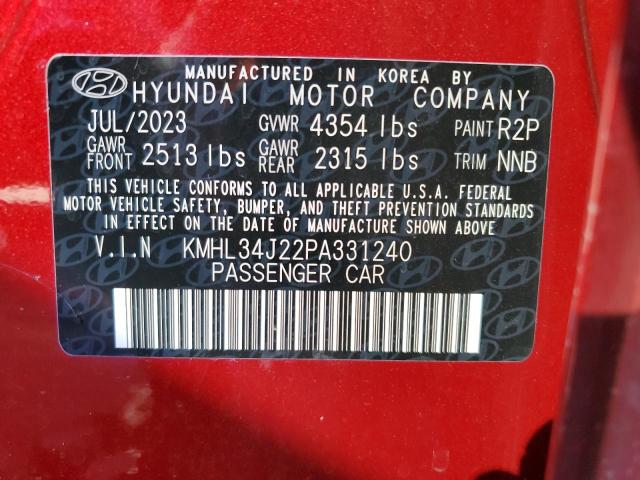 MANUFACTURED IN KOREA BY
HYUNDAI MOTOR COMPANY
JUL/2023 GVWR 4354 lbs PAINT R2P
GAWR FRONT 2513 lbs GAWR REAR 2315 lbs TRIM NNB
THIS VEHICLE CONFORMS TO ALL APPLICABLE U.S.A. FEDERAL
MOTOR VEHICLE SAFETY, BUMPER, AND THEFT PREVENTION STANDARDS
IN EFFECT ON THE DATE OF MANUFACTURE SHOWN ABOVE
V.I.N KMHL34J22PA331240
PASSENGER CAR